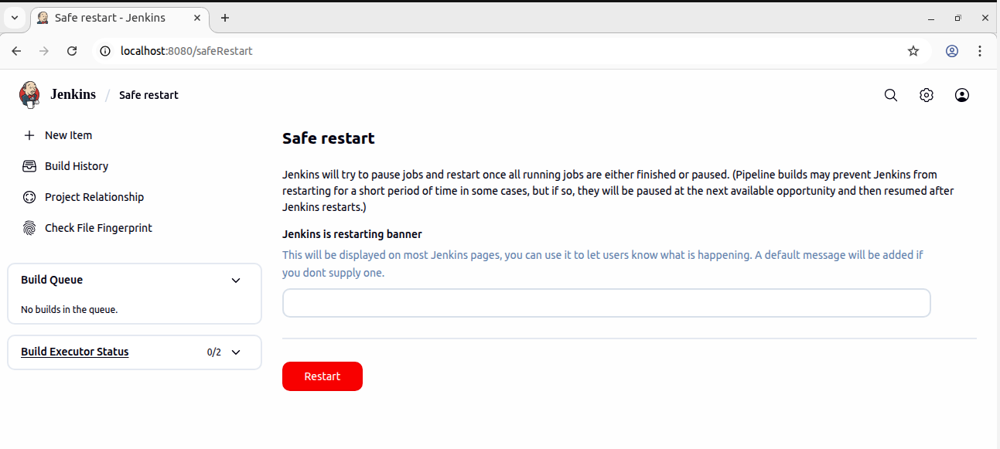 Safe restart - Jenkins
localhost:8080/safeRestart
Jenkins / Safe restart
New Item
Build History
Project Relationship
Check File Fingerprint
Build Queue
No builds in the queue.
Build Executor Status 0/2
Safe restart
Jenkins will try to pause jobs and restart once all running jobs are either finished or paused. (Pipeline builds may prevent Jenkins from
restarting for a short period of time in some cases, but if so, they will be paused at the next available opportunity and then resumed after
Jenkins restarts.)
Jenkins is restarting banner
This will be displayed on most Jenkins pages, you can use it to let users know what is happening. A default message will be added if
you dont supply one.
Restart